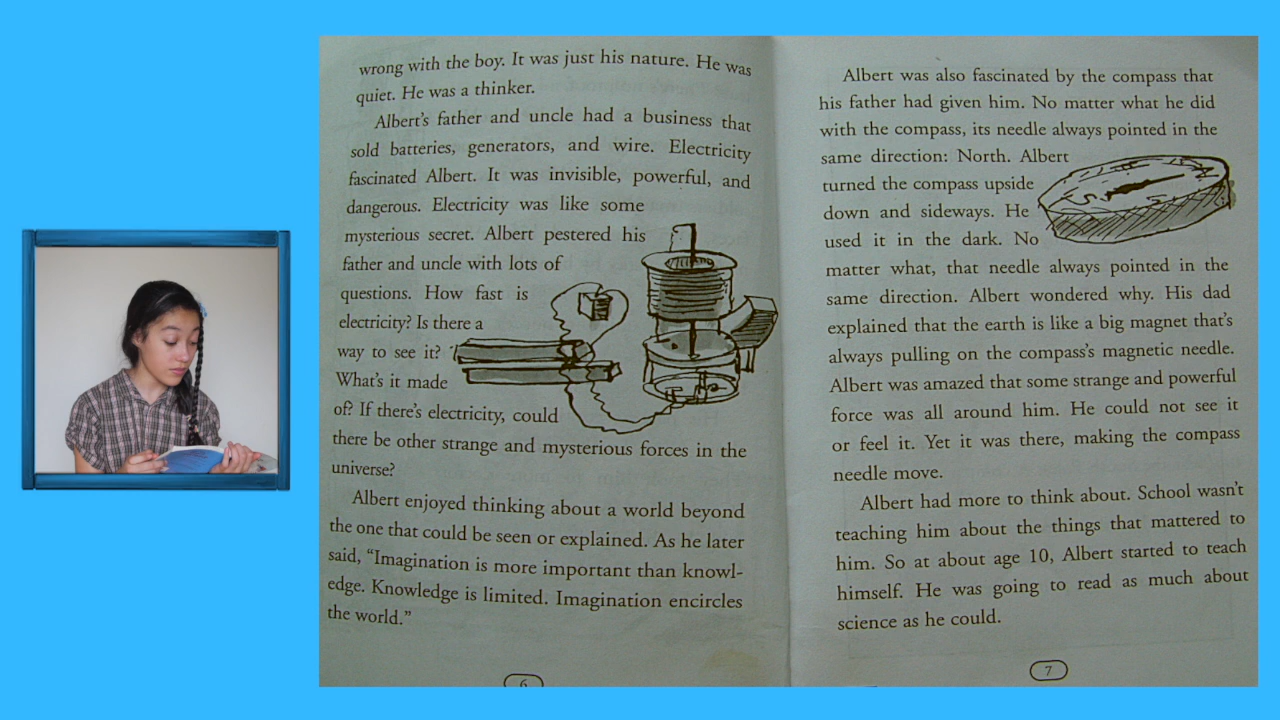 wrong with the boy. It was just his nature. He was
quiet. He was a thinker.
Albert's father and uncle had a business that
sold batteries, generators, and wire. Electricity
fascinated Albert. It was invisible, powerful, and
dangerous. Electricity was like some
mysterious secret. Albert pestered his
father and uncle with lots of
questions. How fast is
electricity? Is there a
way to see it?
What's it made
of? If there's electricity, could
there be other strange and mysterious forces in the
universe?
Albert enjoyed thinking about a world beyond
the one that could be seen or explained. As he later
said, "Imagination is more important than knowl-
edge. Knowledge is limited. Imagination encircles
the world."
6
Albert was also fascinated by the compass that
his father had given him. No matter what he did
with the compass, its needle always pointed in the
same direction: North. Albert
turned the compass upside
down and sideways. He
used it in the dark. No
matter what, that needle always pointed in the
same direction. Albert wondered why. His dad
explained that the earth is like a big magnet that's
always pulling on the compass's magnetic needle.
Albert was amazed that some strange and powerful
force was all around him. He could not see it
or feel it. Yet it was there, making the compass
needle move.
Albert had more to think about. School wasn't
teaching him about the things that mattered to
him. So at about age 10, Albert started to teach
himself. He was going to read as much about
science as he could.
7